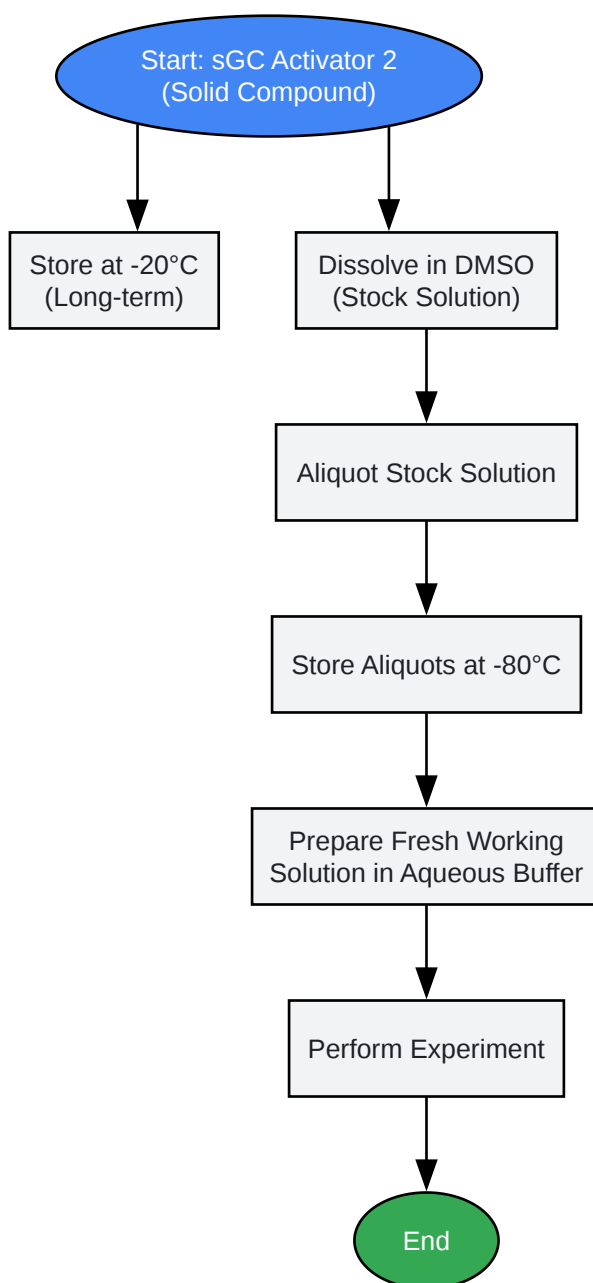 Start: sGC Activator 2
(Solid Compound)
Store at -20°C
(Long-term)
Dissolve in DMSO
(Stock Solution)
Aliquot Stock Solution
Store Aliquots at -80°C
Prepare Fresh Working
Solution in Aqueous Buffer
Perform Experiment
End